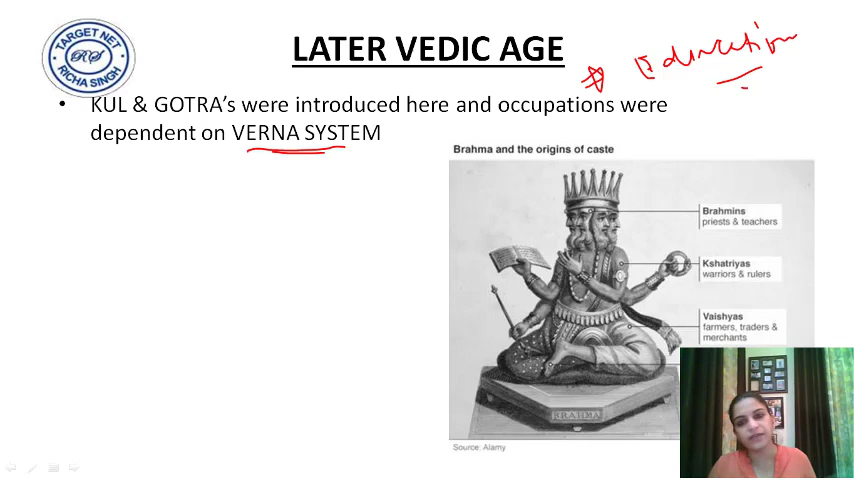 TARGET NET
RS
RICHA SINGH
LATER VEDIC AGE
Education
• KUL & GOTRA's were introduced here and occupations were
dependent on VERNA SYSTEM
Brahma and the origins of caste
Brahmins
priests & teachers
Kshatriyas
warriors & rulers
Vaishyas
farmers, traders &
merchants
BRAHMA
Source: Alamy